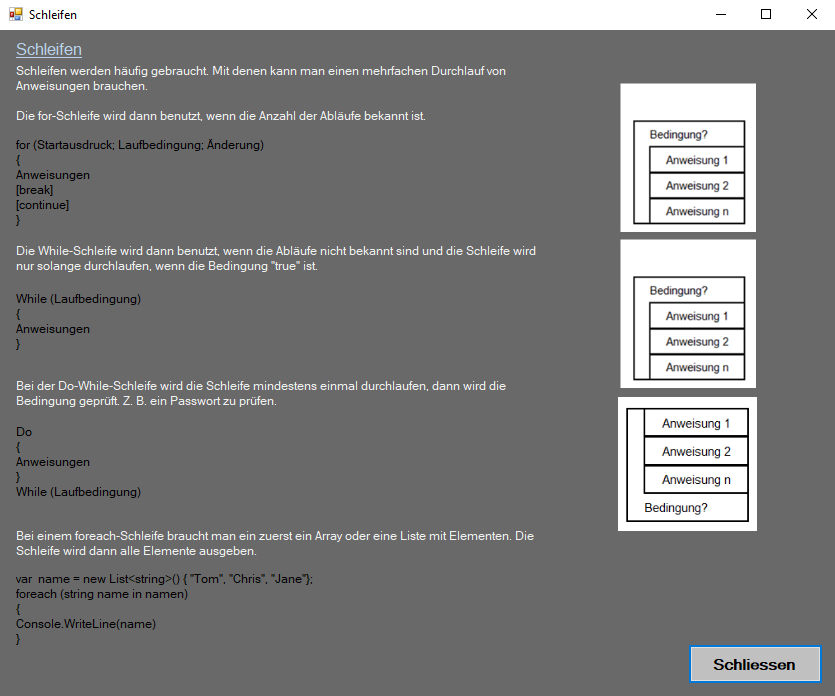 Schleifen
Schleifen
Schleifen werden häufig gebraucht. Mit denen kann man einen mehrfachen Durchlauf von
Anweisungen brauchen.
Die for-Schleife wird dann benutzt, wenn die Anzahl der Abläufe bekannt ist.
for (Startausdruck; Laufbedingung; Änderung)
{
Anweisungen
[break]
[continue]
}
Die While-Schleife wird dann benutzt, wenn die Abläufe nicht bekannt sind und die Schleife wird
nur solange durchlaufen, wenn die Bedingung "true" ist.
While (Laufbedingung)
{
Anweisungen
}
Bei der Do-While-Schleife wird die Schleife mindestens einmal durchlaufen, dann wird die
Bedingung geprüft. Z. B. ein Passwort zu prüfen.
Do
{
Anweisungen
}
While (Laufbedingung)
Bei einem foreach-Schleife braucht man ein zuerst ein Array oder eine Liste mit Elementen. Die
Schleife wird dann alle Elemente ausgeben.
var  name = new List<string>() { "Tom", "Chris", "Jane"};
foreach (string name in namen)
{
Console.WriteLine(name)
}
Bedingung?
Anweisung 1
Anweisung 2
Anweisung n
Bedingung?
Anweisung 1
Anweisung 2
Anweisung n
Anweisung 1
Anweisung 2
Anweisung n
Bedingung?
Schliessen